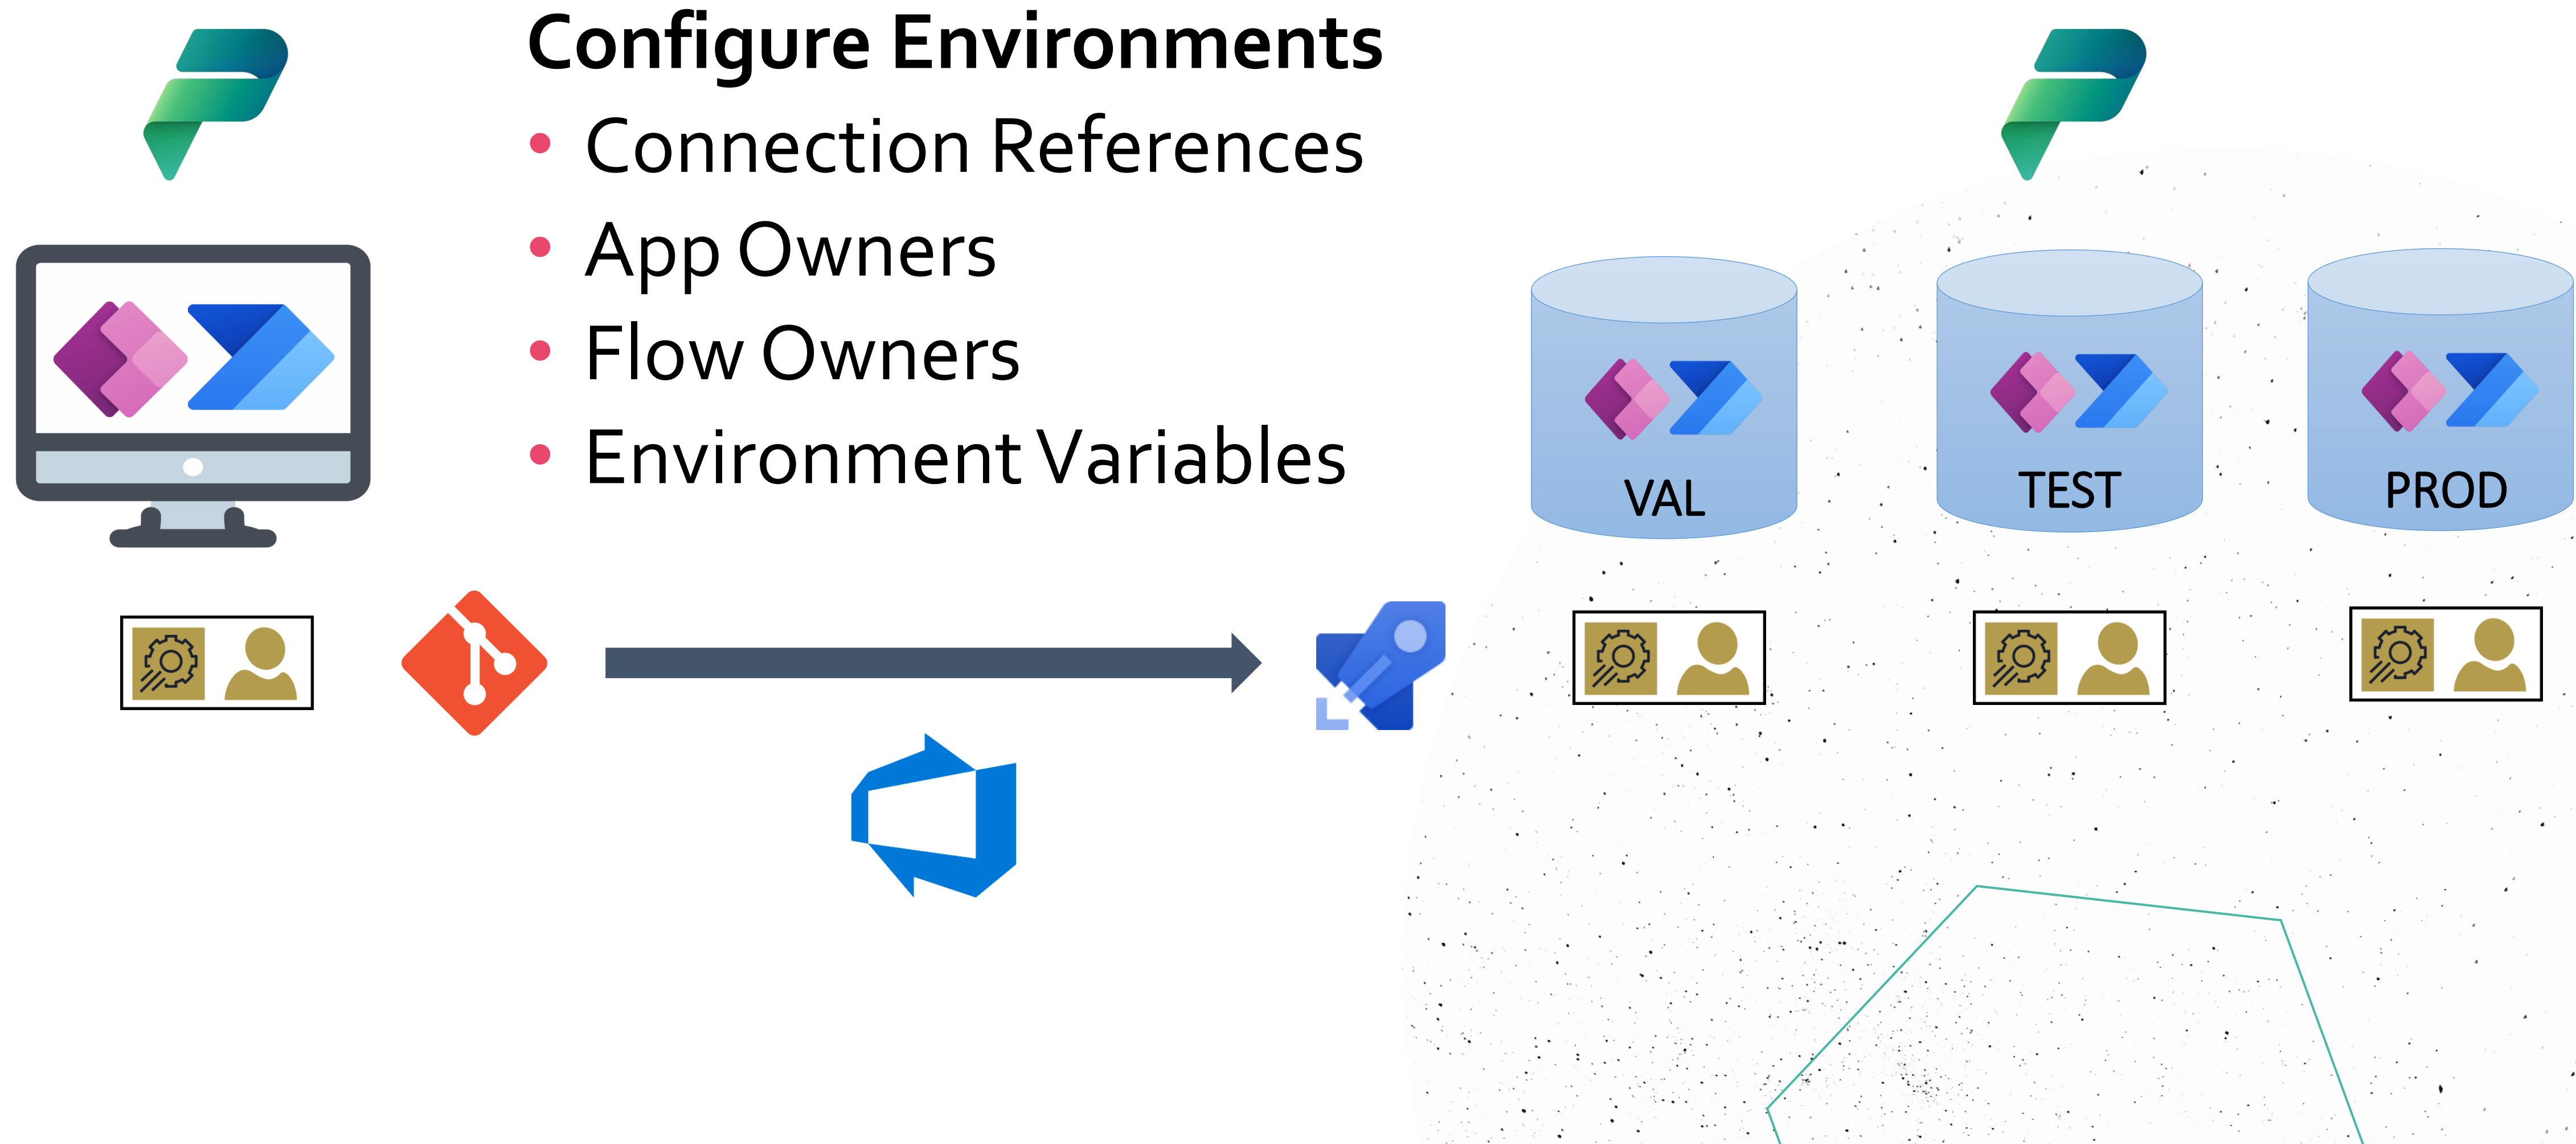 Configure Environments
• Connection References
• App Owners
• Flow Owners
• Environment Variables
VAL
TEST
PROD